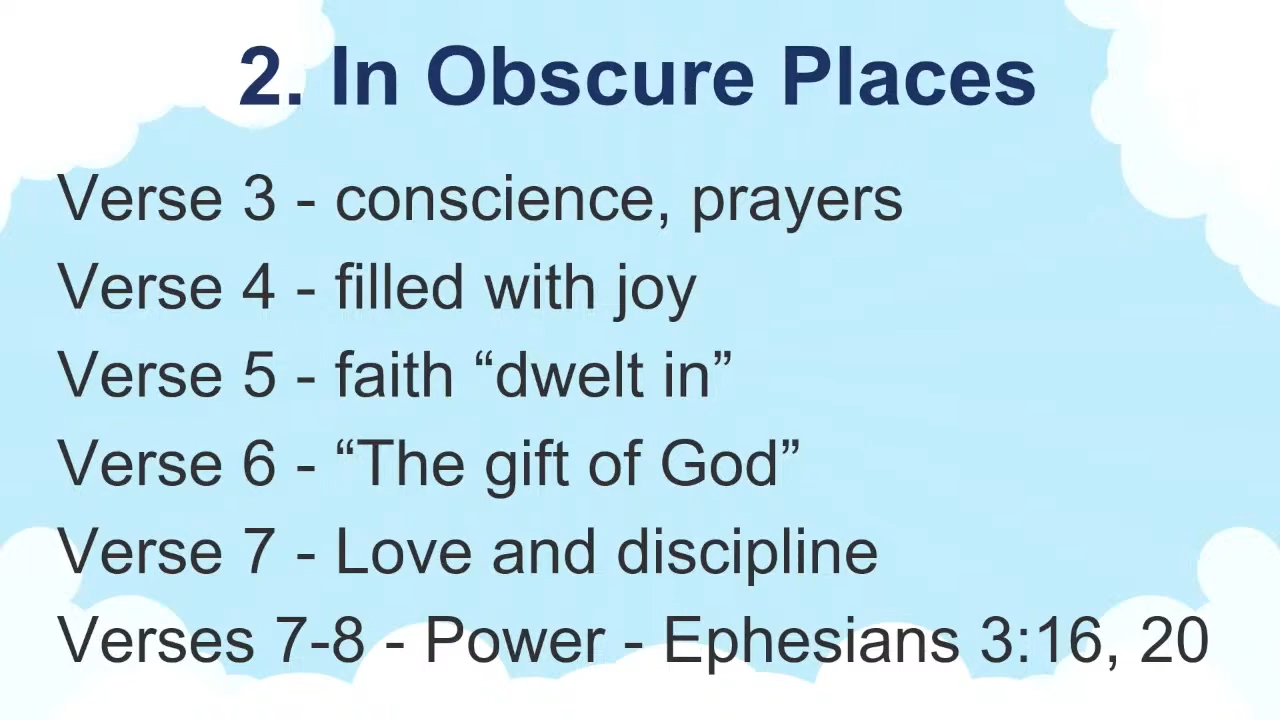 2. In Obscure Places
Verse 3 - conscience, prayers
Verse 4 - filled with joy
Verse 5 - faith “dwelt in”
Verse 6 - “The gift of God”
Verse 7 - Love and discipline
Verses 7-8 - Power - Ephesians 3:16, 20